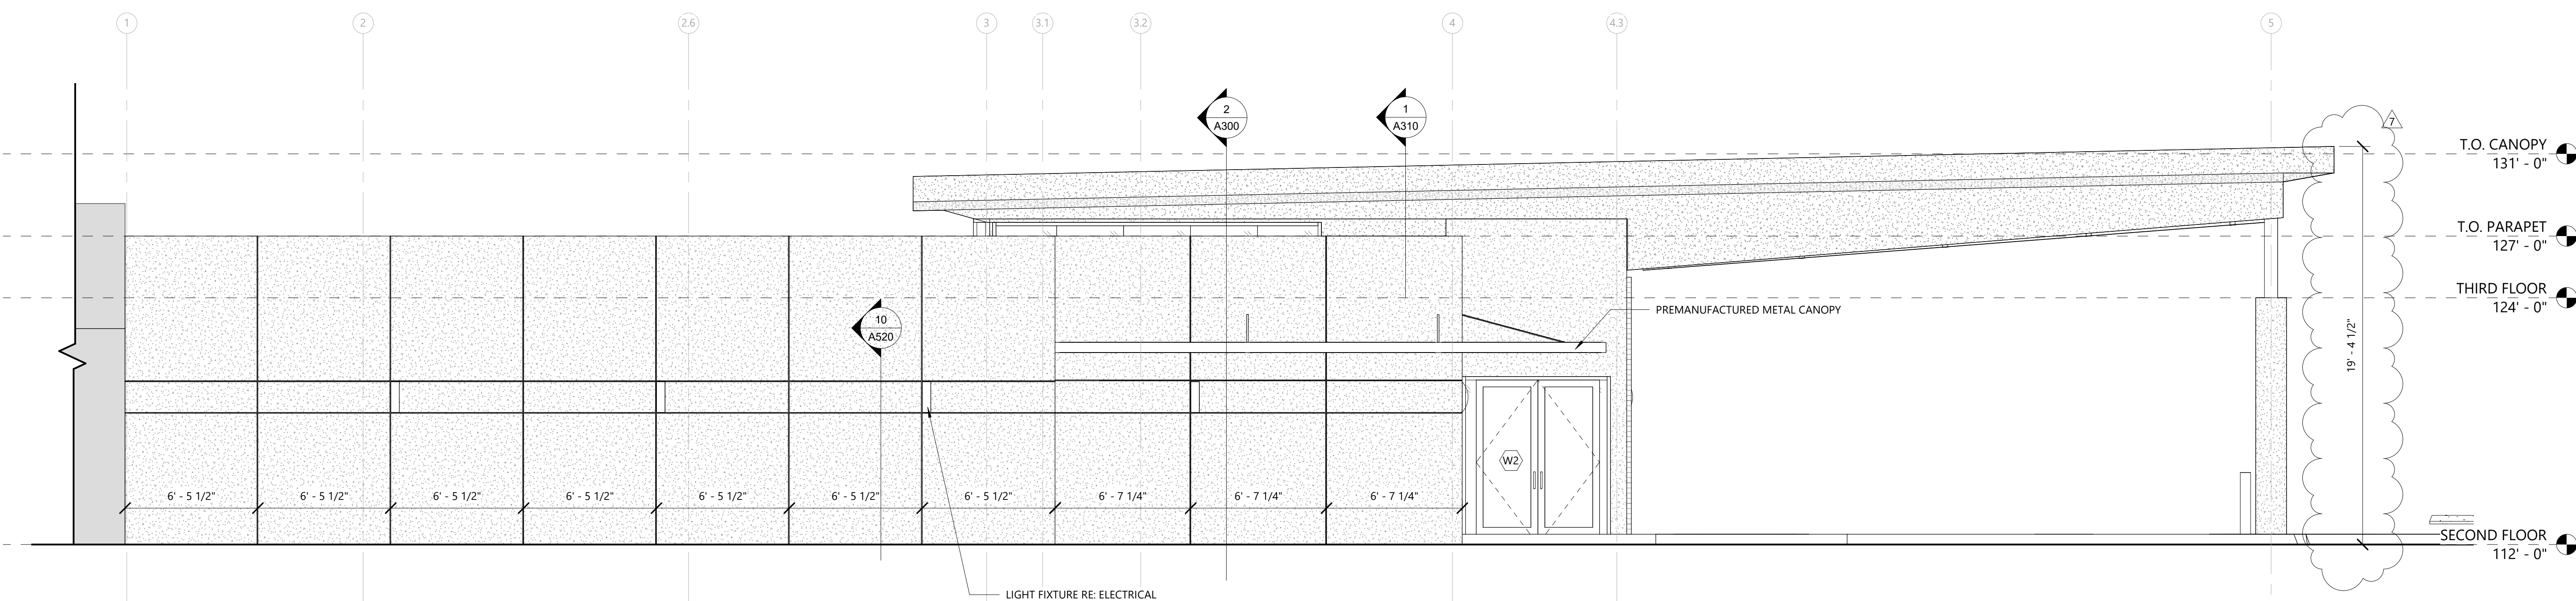 1
2
2.6
3
3.1
3.2
4
4.3
5
2
A300
1
A310
7
T.O. CANOPY
131' - 0"
T.O. PARAPET
127' - 0"
THIRD FLOOR
124' - 0"
PREMANUFACTURED METAL CANOPY
10
A520
19' - 4 1/2"
W2
6' - 5 1/2"
6' - 5 1/2"
6' - 5 1/2"
6' - 5 1/2"
6' - 5 1/2"
6' - 5 1/2"
6' - 5 1/2"
6' - 7 1/4"
6' - 7 1/4"
6' - 7 1/4"
SECOND FLOOR
112' - 0"
LIGHT FIXTURE RE: ELECTRICAL